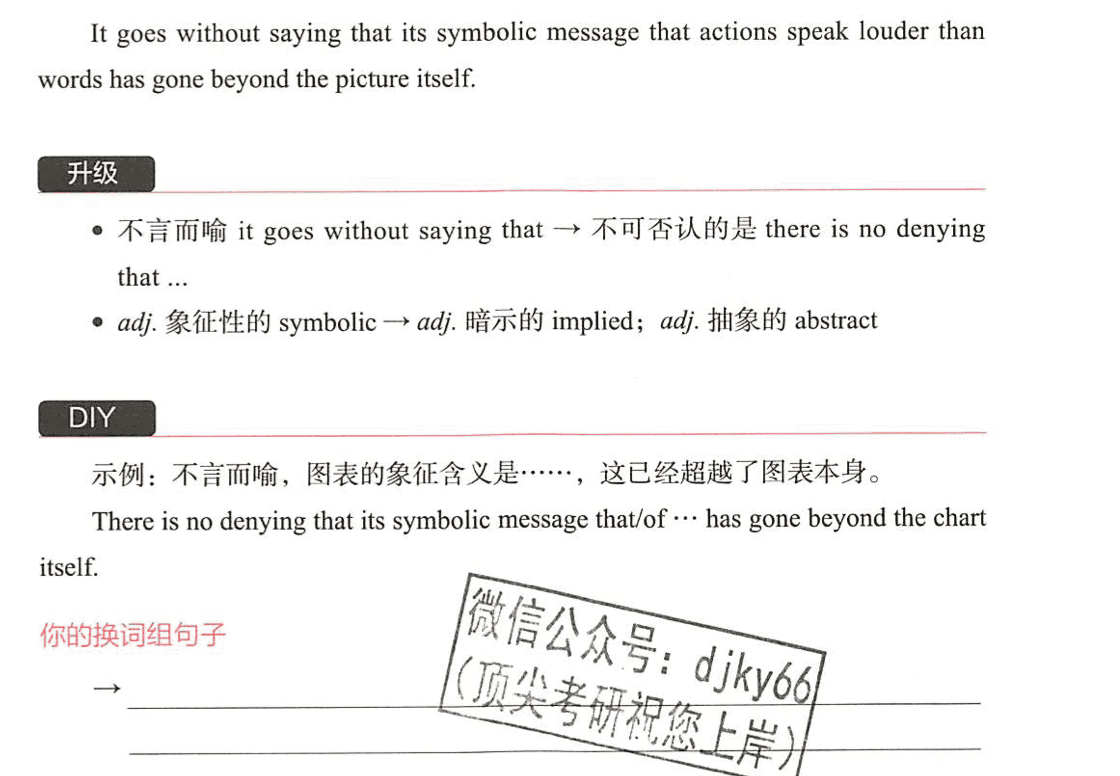 It goes without saying that its symbolic message that actions speak louder than
words has gone beyond the picture itself.
升级
• 不言而喻 it goes without saying that → 不可否认的是 there is no denying
that ...
• adj. 象征性的 symbolic → adj. 暗示的 implied；adj. 抽象的 abstract
DIY
示例：不言而喻，图表的象征含义是……，这已经超越了图表本身。
There is no denying that its symbolic message that/of … has gone beyond the chart
itself.
你的换词组句子
→
微信公众号：djky66
（顶尖考研祝您上岸）